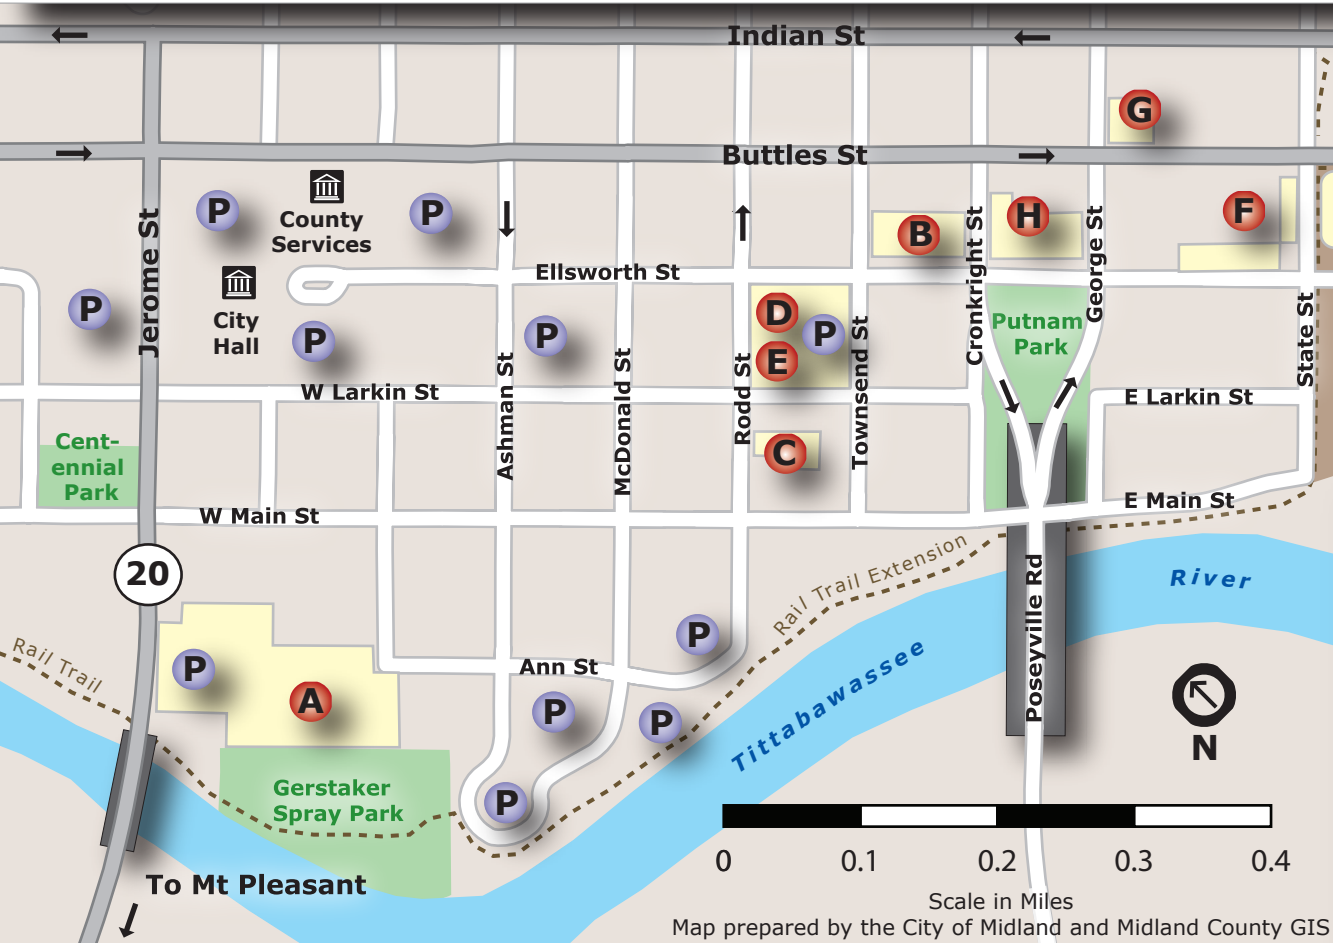 Indian St
G
Buttles St
P
County
Services
P
B
H
F
Jerome St
Cronkright St
George St
Ellsworth St
City
Hall
P
P
P
D
P
E
Putnam
Park
State St
Ashman St
McDonald St
Rodd St
Townsend St
W Larkin St
E Larkin St
Cent-
ennial
Park
C
W Main St
E Main St
20
Rail Trail Extension
River
Poseyville Rd
Rail Trail
P
A
Ann St
P
P
P
Tittabawassee
N
Gerstaker
Spray Park
P
To Mt Pleasant
0 0.1 0.2 0.3 0.4
Scale in Miles
Map prepared by the City of Midland and Midland County GIS